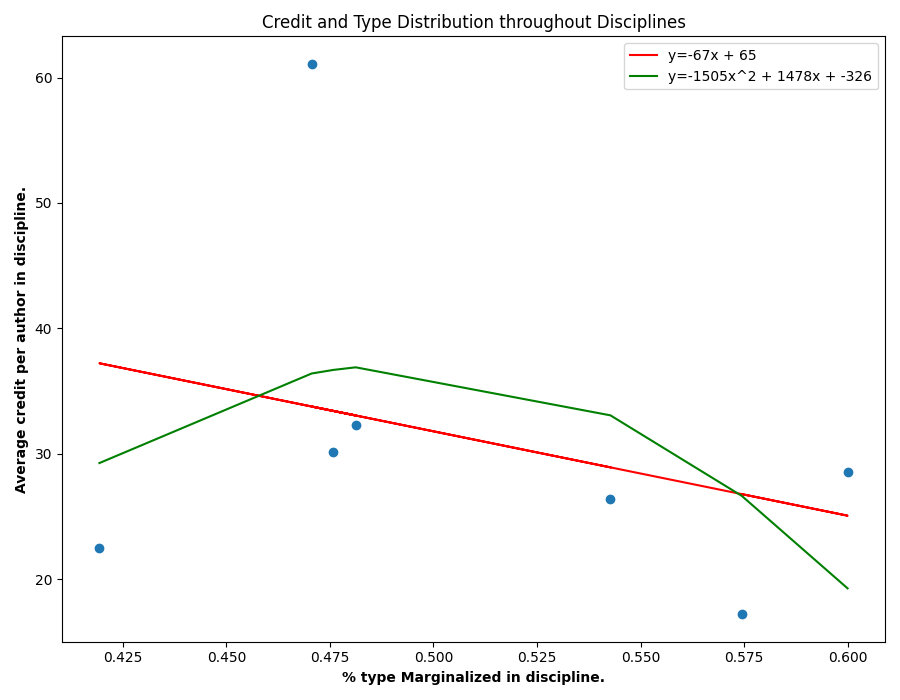 Credit and Type Distribution throughout Disciplines
y=-67x + 65
y=-1505x^2 + 1478x + -326
Average credit per author in discipline.
60
50
40
30
20
0.425 0.450 0.475 0.500 0.525 0.550 0.575 0.600
% type Marginalized in discipline.